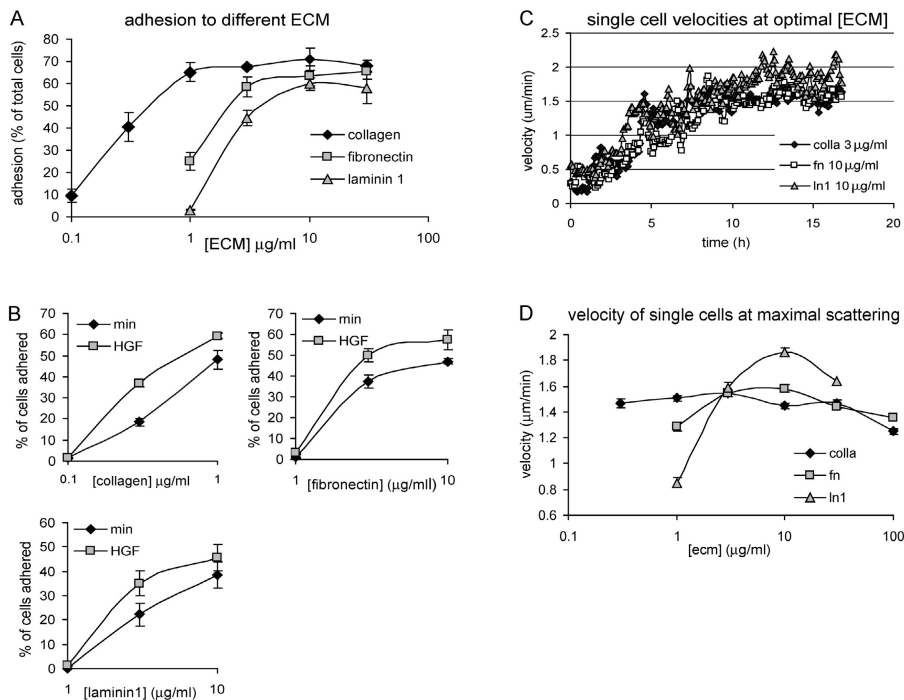 A
adhesion to different ECM
adhesion (% of total cells)
80
70
60
50
40
30
20
10
0
0.1
1
10
100
[ECM] µg/ml
collagen
fibronectin
laminin 1
B
% of cells adhered
70
60
50
40
30
20
10
0
min
HGF
0.1
1
[collagen] µg/ml
% of cells adhered
70
60
50
40
30
20
10
0
min
HGF
1
10
[fibronectin] (µg/mlI)
% of cells adhered
60
50
40
30
20
10
0
min
HGF
1
10
[laminin1] (µg/ml)
C
single cell velocities at optimal [ECM]
velocity (um/min)
2.5
2
1.5
1
0.5
0
0
5
10
15
20
time (h)
colla 3 µg/ml
fn 10 µg/ml
ln1 10 µg/ml
D
velocity of single cells at maximal scattering
velocity (µm/min)
2
1.8
1.6
1.4
1.2
1
0.8
0.6
0.1
1
10
100
[ecm] (µg/ml)
colla
fn
ln1